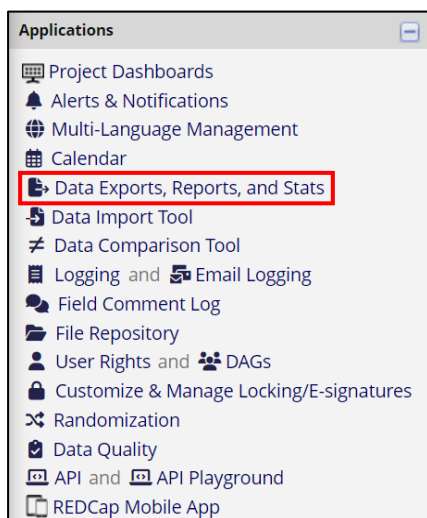 Applications
Project Dashboards
Alerts & Notifications
Multi-Language Management
Calendar
Data Exports, Reports, and Stats
Data Import Tool
Data Comparison Tool
Logging and Email Logging
Field Comment Log
File Repository
User Rights and DAGs
Customize & Manage Locking/E-signatures
Randomization
Data Quality
API and API Playground
REDCap Mobile App